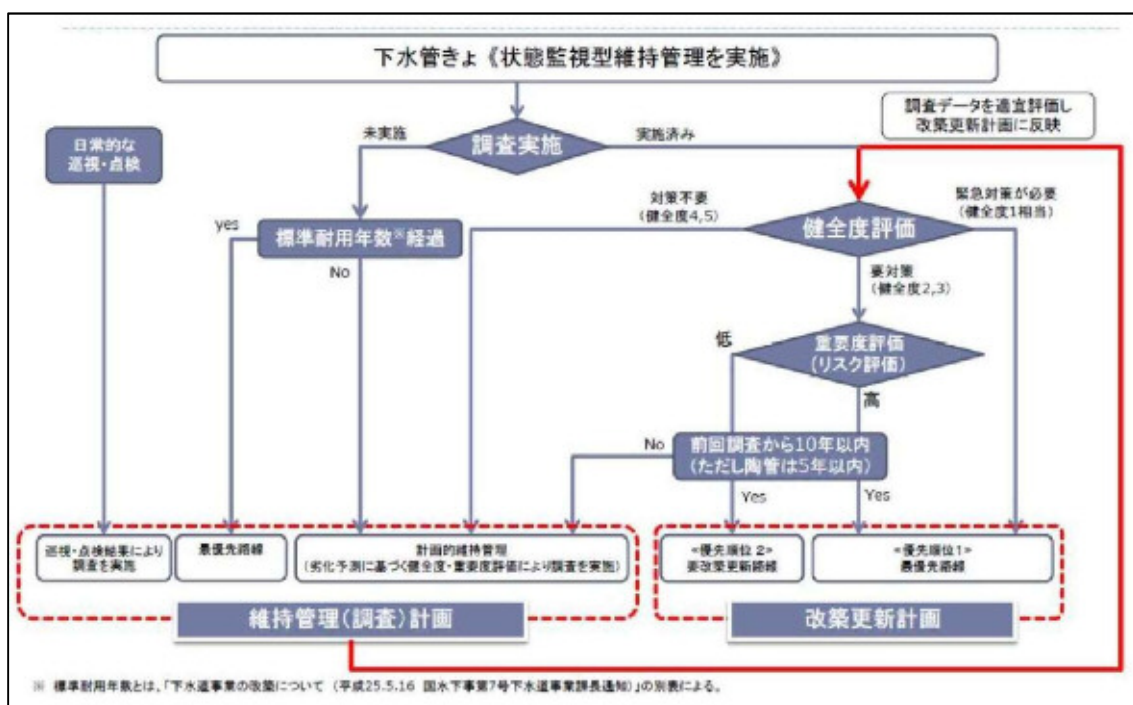 下水管きょ《状態監視型維持管理を実施》
調査データを適宜評価し
改築更新計画に反映
日常的な
巡視・点検
未実施
調査実施
実施済み
対策不要
(健全度4,5)
緊急対策が必要
(健全度1相当)
yes
標準耐用年数※経過
健全度評価
No
要対策
(健全度2,3)
低
重要度評価
(リスク評価)
高
No
前回調査から10年以内
(ただし陶管は5年以内)
Yes
Yes
巡視・点検結果により
調査を実施
最優先路線
計画的維持管理
(劣化予測に基づく健全度・重要度評価により調査を実施)
≪優先順位2≫
要改築更新路線
≪優先順位1≫
最優先路線
維持管理(調査)計画
改築更新計画
※ 標準耐用年数とは、「下水道事業の改築について (平成25.5.16 国水下事第7号下水道事業課長通知)」の別表による。